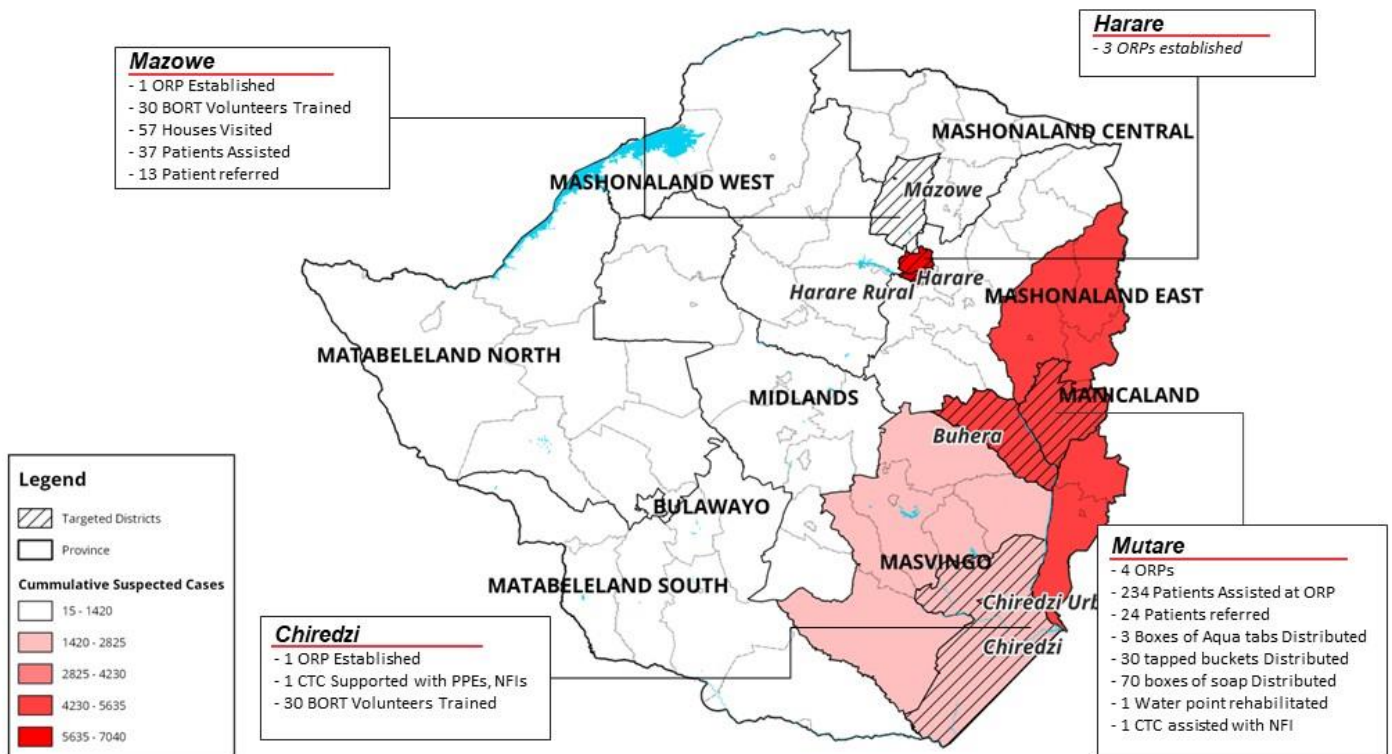 Harare
- 3 ORPs established
Mazowe
- 1 ORP Established
- 30 BORT Volunteers Trained
- 57 Houses Visited
- 37 Patients Assisted
- 13 Patient referred
MASHONALAND CENTRAL
MASHONALAND WEST
Mazowe
Harare
Harare Rural
MASHONALAND EAST
MATABELELAND NORTH
MIDLANDS
MANICALAND
Buhera
BULAWAYO
MASVINGO
MATABELELAND SOUTH
Chiredzi Urb
Chiredzi
Legend
Targeted Districts
Province
Cummulative Suspected Cases
15 - 1420
1420 - 2825
2825 - 4230
4230 - 5635
5635 - 7040
Chiredzi
- 1 ORP Established
- 1 CTC Supported with PPEs, NFIs
- 30 BORT Volunteers Trained
Mutare
- 4 ORPs
- 234 Patients Assisted at ORP
- 24 Patients referred
- 3 Boxes of Aqua tabs Distributed
- 30 tapped buckets Distributed
- 70 boxes of soap Distributed
- 1 Water point rehabilitated
- 1 CTC assisted with NFI